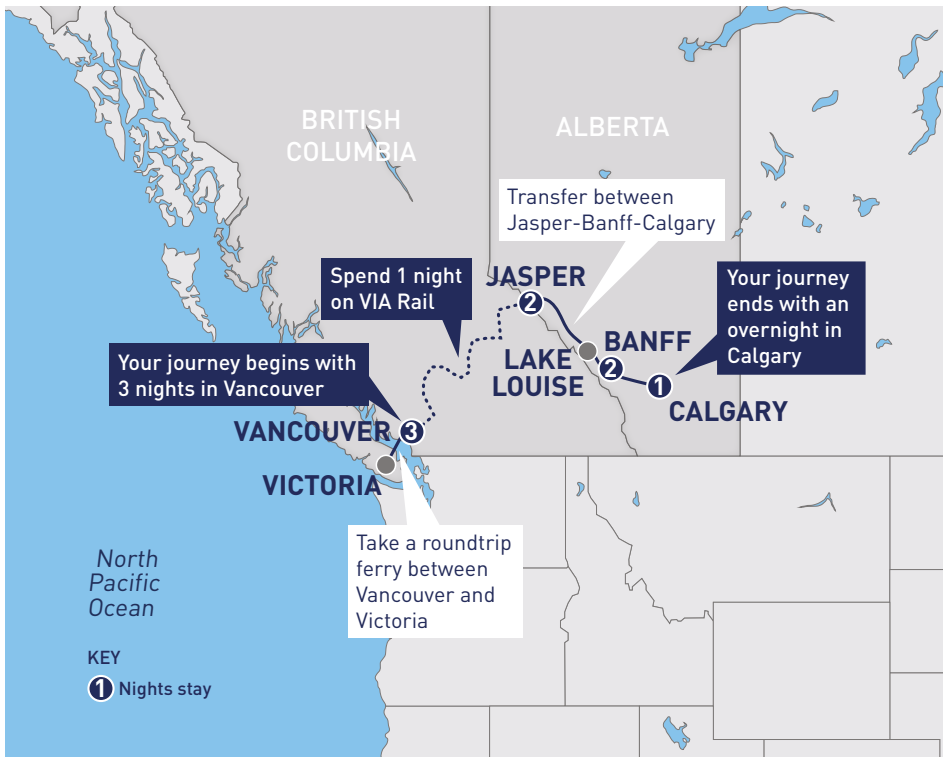 BRITISH
COLUMBIA
ALBERTA
Transfer between
Jasper-Banff-Calgary
Spend 1 night
on VIA Rail
JASPER
2
Your journey
ends with an
overnight in
Calgary
BANFF
2
LAKE
LOUISE
1
CALGARY
Your journey begins with
3 nights in Vancouver
VANCOUVER
3
VICTORIA
Take a roundtrip
ferry between
Vancouver and
Victoria
North
Pacific
Ocean
KEY
1 Nights stay